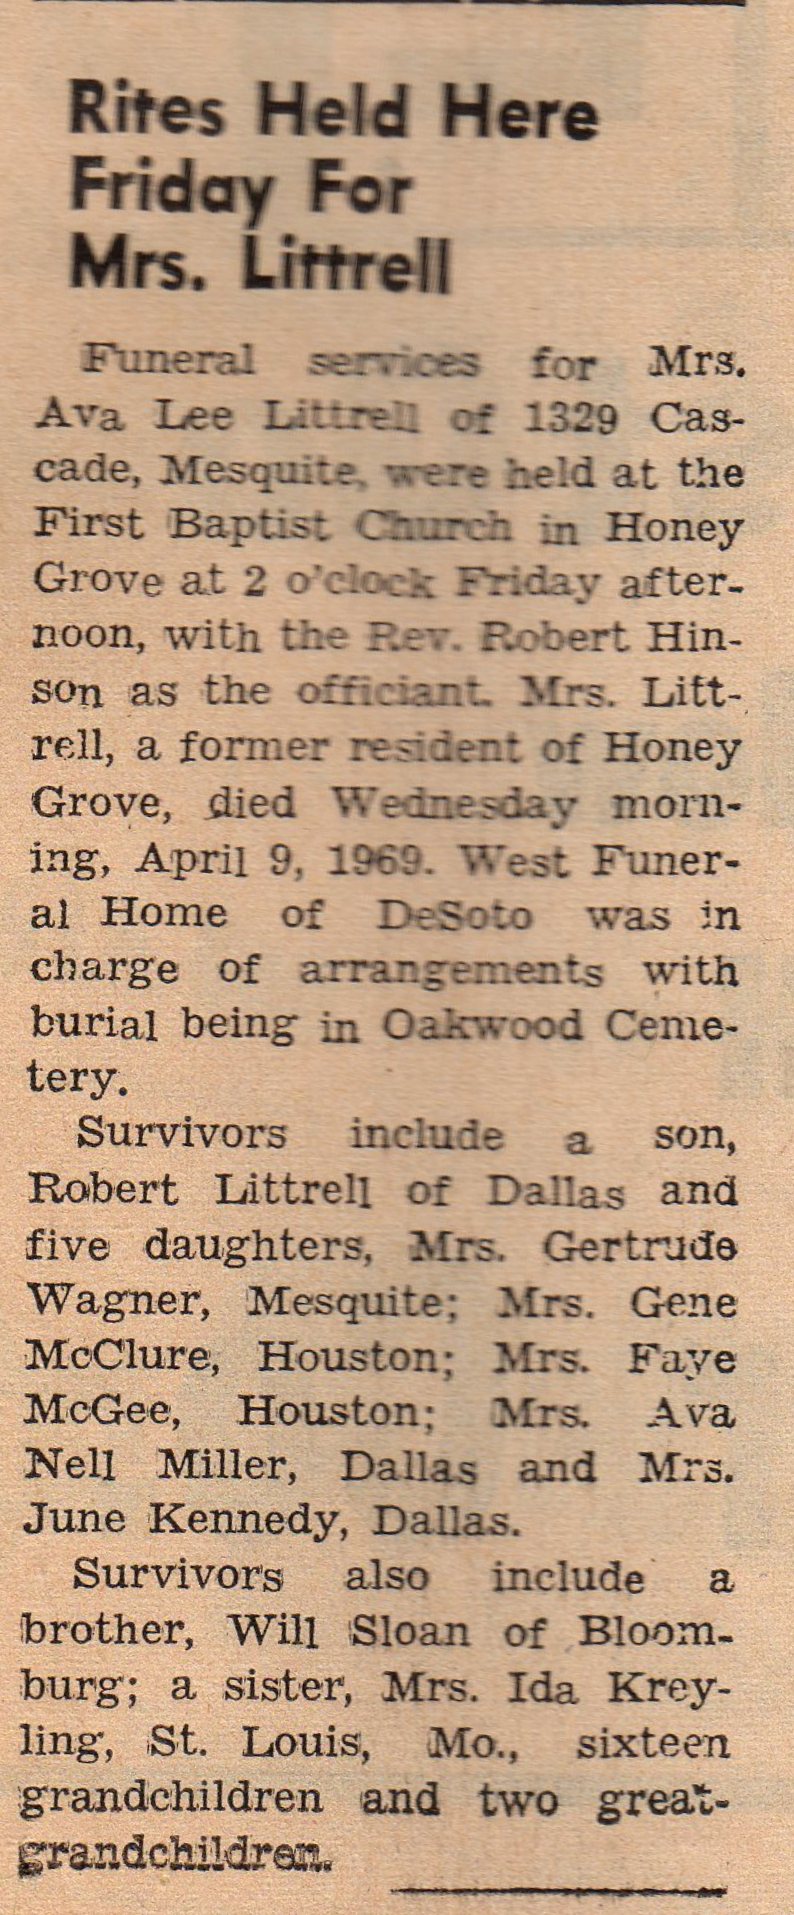 Rites Held Here
Friday For
Mrs. Littrell
Funeral services for Mrs.
Ava Lee Littrell of 1329 Cas-
cade, Mesquite, were held at the
First Baptist Church in Honey
Grove at 2 o'clock Friday after-
noon, with the Rev. Robert Hin-
son as the officiant. Mrs. Litt-
rell, a former resident of Honey
Grove, died Wednesday morn-
ing, April 9, 1969. West Funer-
al Home of DeSoto was in
charge of arrangements with
burial being in Oakwood Ceme-
tery.
Survivors include a son,
Robert Littrell of Dallas and
five daughters, Mrs. Gertrude
Wagner, Mesquite; Mrs. Gene
McClure, Houston; Mrs. Faye
McGee, Houston; Mrs. Ava
Nell Miller, Dallas and Mrs.
June Kennedy, Dallas.
Survivors also include a
brother, Will Sloan of Bloom-
burg; a sister, Mrs. Ida Krey-
ling, St. Louis, Mo., sixteen
grandchildren and two great-
grandchildren.